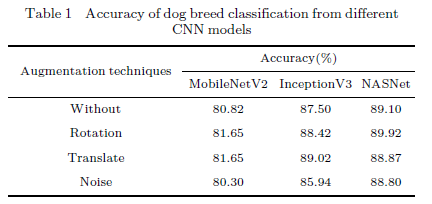 Table 1 Accuracy of dog breed classification from different
CNN models
Augmentation techniques
Accuracy(%)
MobileNetV2 InceptionV3 NASNet
Without 80.82 87.50 89.10
Rotation 81.65 88.42 89.92
Translate 81.65 89.02 88.87
Noise 80.30 85.94 88.80